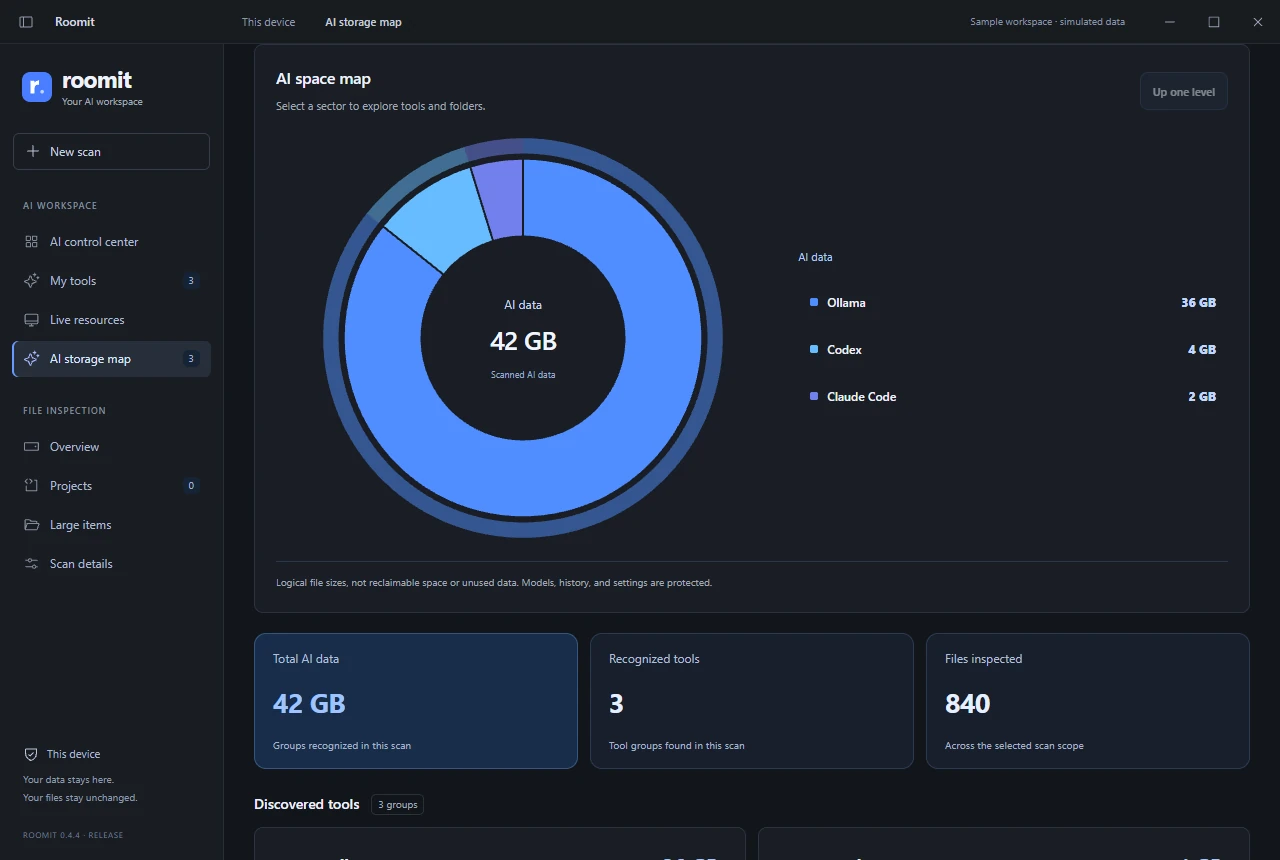 Roomit
This device
AI storage map
Sample workspace · simulated data
r.
roomit
Your AI workspace
New scan
AI WORKSPACE
AI control center
My tools 3
Live resources
AI storage map 3
FILE INSPECTION
Overview
Projects 0
Large items
Scan details
This device
Your data stays here.
Your files stay unchanged.
ROOMIT 0.4.4 · RELEASE
AI space map
Select a sector to explore tools and folders.
Up one level
AI data
42 GB
Scanned AI data
AI data
Ollama 36 GB
Codex 4 GB
Claude Code 2 GB
Logical file sizes, not reclaimable space or unused data. Models, history, and settings are protected.
Total AI data
42 GB
Groups recognized in this scan
Recognized tools
3
Tool groups found in this scan
Files inspected
840
Across the selected scan scope
Discovered tools 3 groups